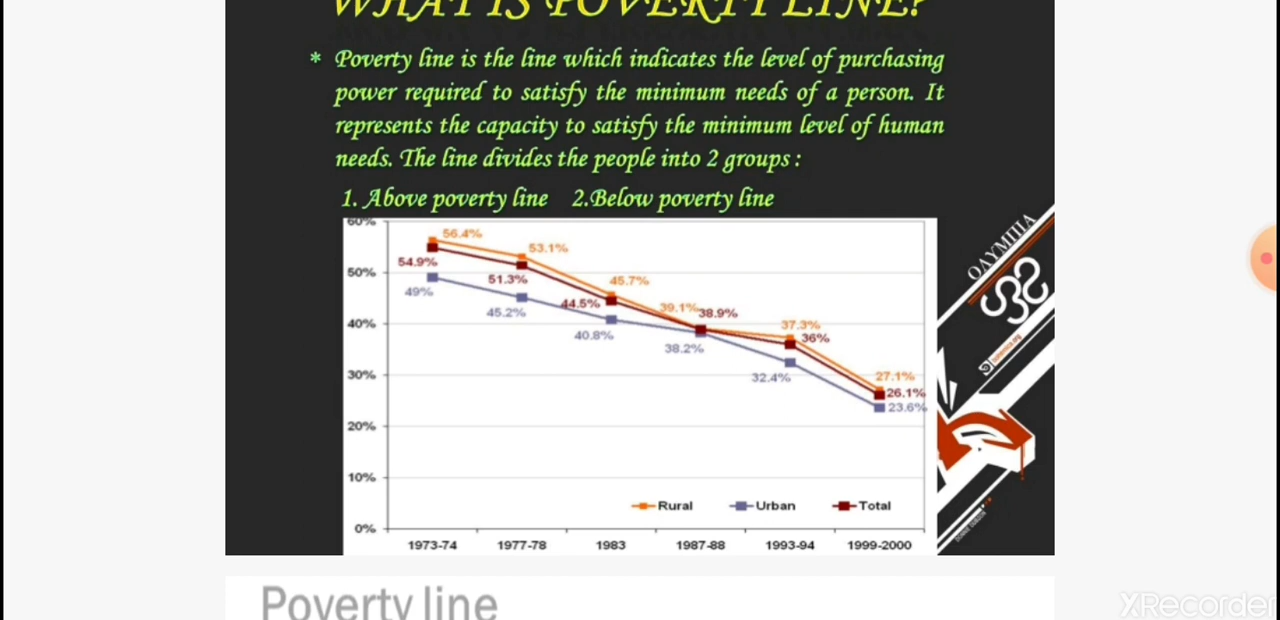 WHAT IS POVERTY LINE?
* Poverty line is the line which indicates the level of purchasing
power required to satisfy the minimum needs of a person. It
represents the capacity to satisfy the minimum level of human
needs. The line divides the people into 2 groups :
1. Above poverty line 2.Below poverty line
60%
50%
40%
30%
20%
10%
0%
56.4%
53.1%
45.7%
39.1%
37.3%
27.1%
54.9%
51.3%
44.5%
38.9%
36%
26.1%
49%
45.2%
40.8%
38.2%
32.4%
23.6%
Rural Urban Total
1973-74 1977-78 1983 1987-88 1993-94 1999-2000
ΟΛΥΜΠΙΑ
Poverty line
XRecorder